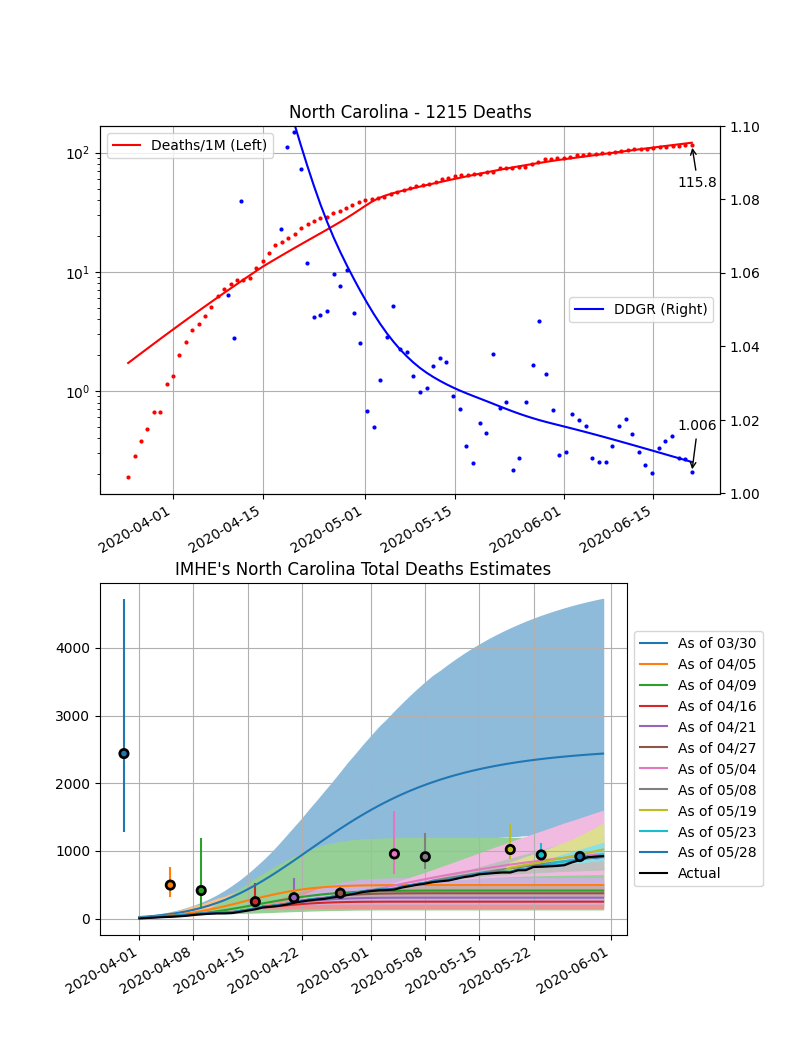 North Carolina - 1215 Deaths
Deaths/1M (Left)
DDGR (Right)
115.8
1.006
10²
10¹
10⁰
1.10
1.08
1.06
1.04
1.02
1.00
2020-04-01
2020-04-15
2020-05-01
2020-05-15
2020-06-01
2020-06-15
IMHE's North Carolina Total Deaths Estimates
4000
3000
2000
1000
0
2020-04-01
2020-04-08
2020-04-15
2020-04-22
2020-05-01
2020-05-08
2020-05-15
2020-05-22
2020-06-01
As of 03/30
As of 04/05
As of 04/09
As of 04/16
As of 04/21
As of 04/27
As of 05/04
As of 05/08
As of 05/19
As of 05/23
As of 05/28
Actual